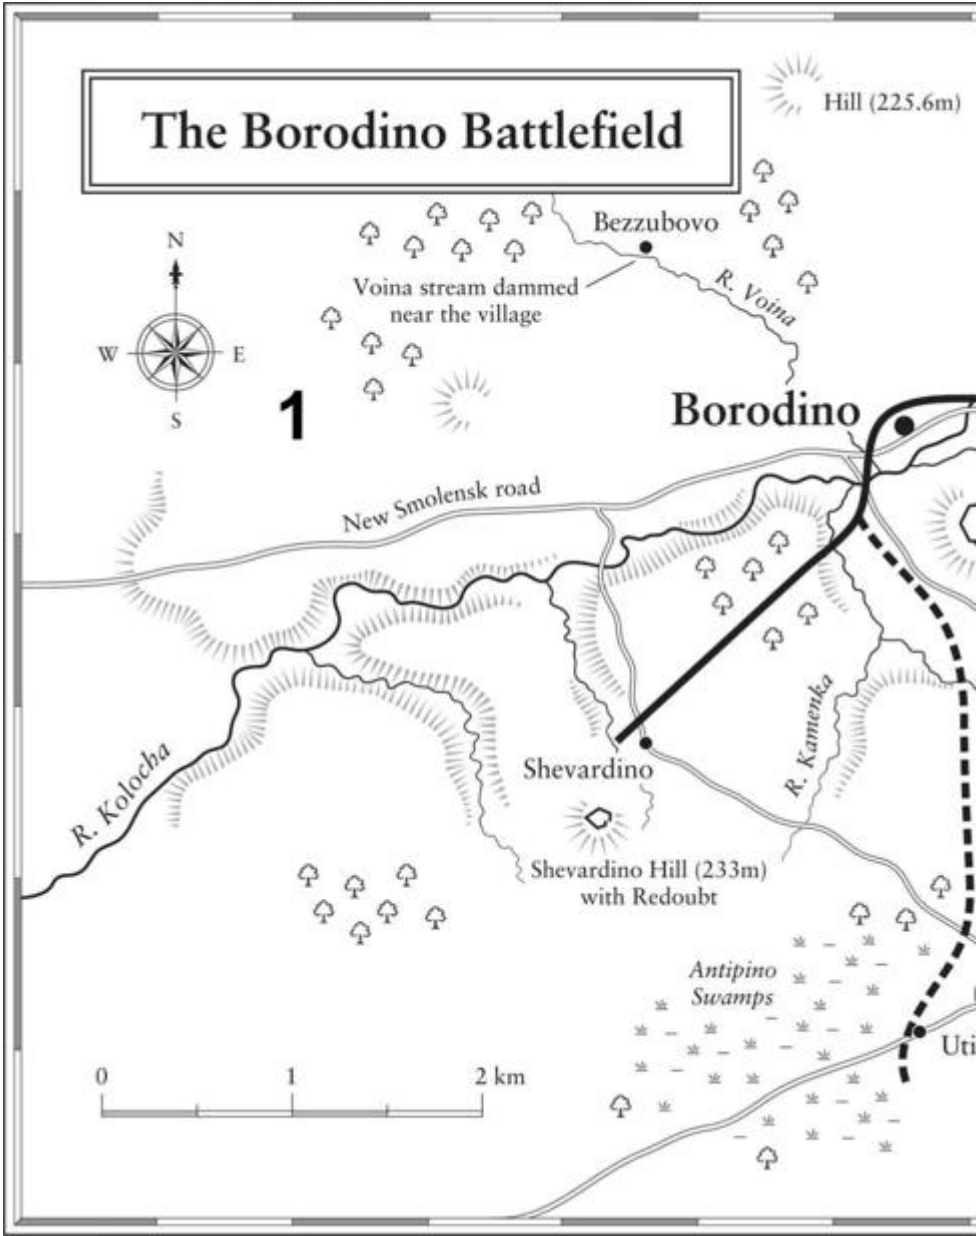 The Borodino Battlefield
Hill (225.6m)
Bezzubovo
N
W
E
S
Voina stream dammed
near the village
R. Voina
1
Borodino
New Smolensk road
R. Kolocha
R. Kamenka
Shevardino
Shevardino Hill (233m)
with Redoubt
Antipino
Swamps
Uti
0 1 2 km